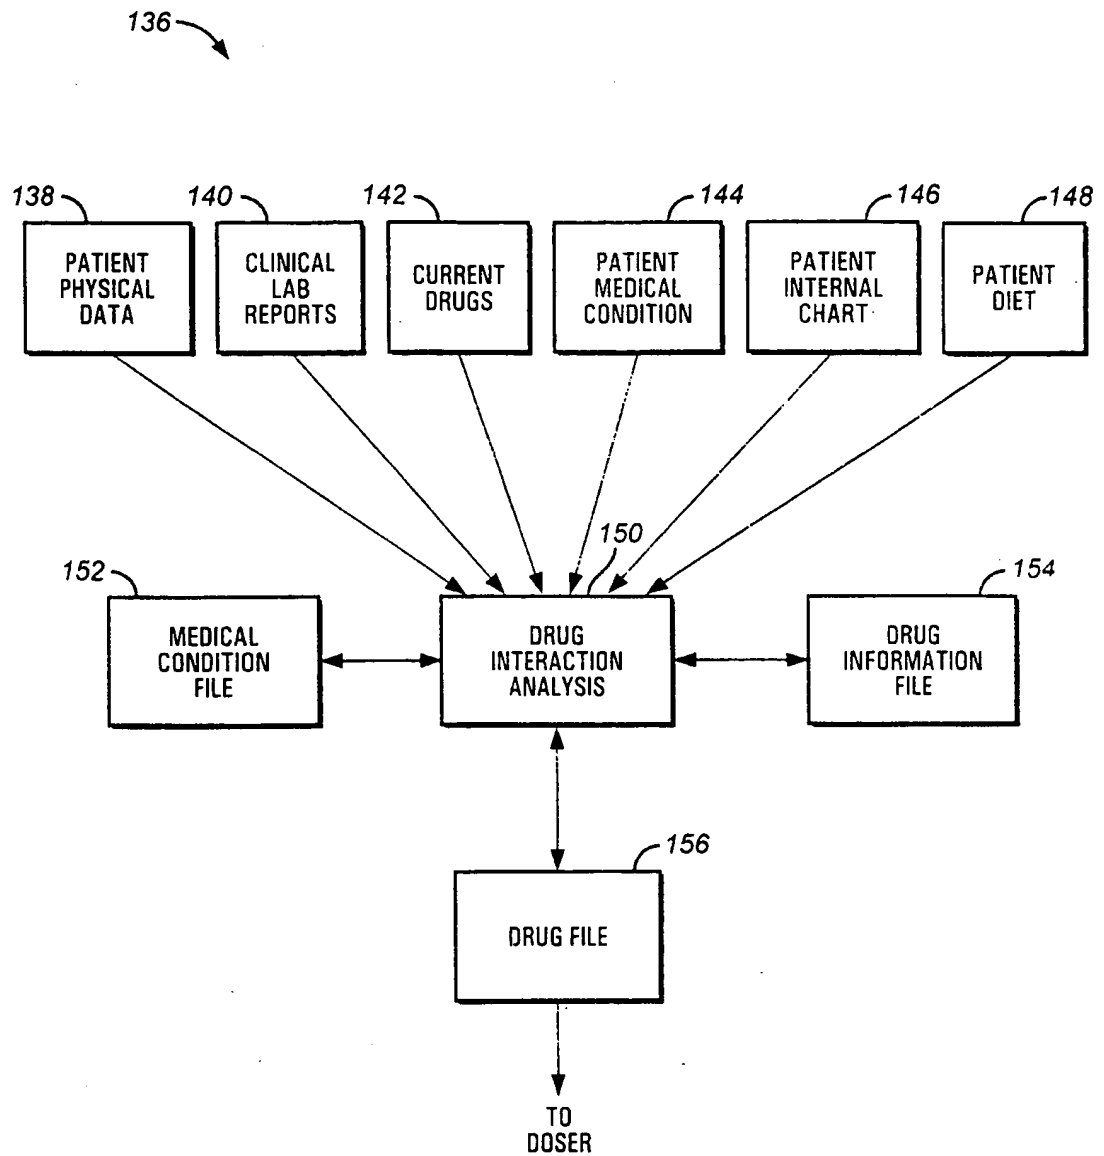 136
138
140
142
144
146
148
PATIENT
PHYSICAL
DATA
CLINICAL
LAB
REPORTS
CURRENT
DRUGS
PATIENT
MEDICAL
CONDITION
PATIENT
INTERNAL
CHART
PATIENT
DIET
150
152
154
MEDICAL
CONDITION
FILE
DRUG
INTERACTION
ANALYSIS
DRUG
INFORMATION
FILE
156
DRUG FILE
TO
DOSER